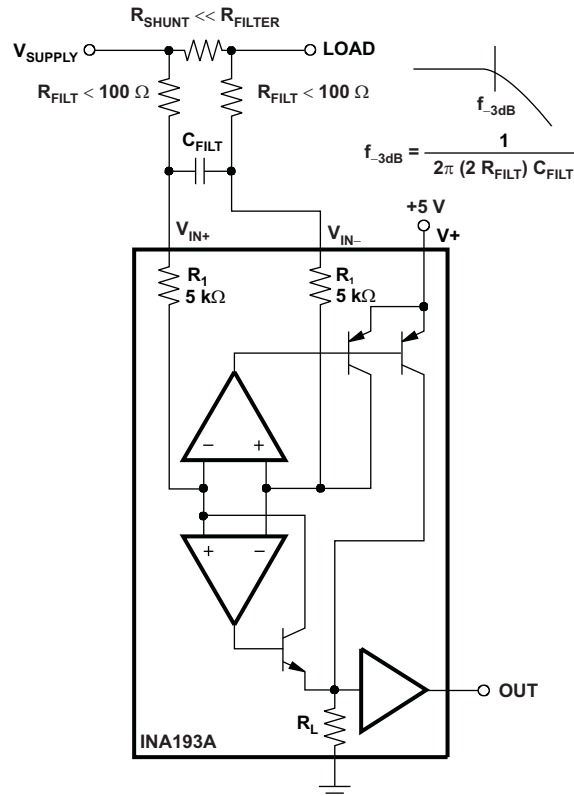 R_SHUNT << R_FILTER
V_SUPPLY
LOAD
R_FILT < 100 Ω
R_FILT < 100 Ω
f_–3dB
C_FILT
f_–3dB = 1 / 2π (2 R_FILT) C_FILT
+5 V
V_IN+
V_IN–
V+
R_1
5 kΩ
R_1
5 kΩ
– +
+ –
OUT
R_L
INA193A